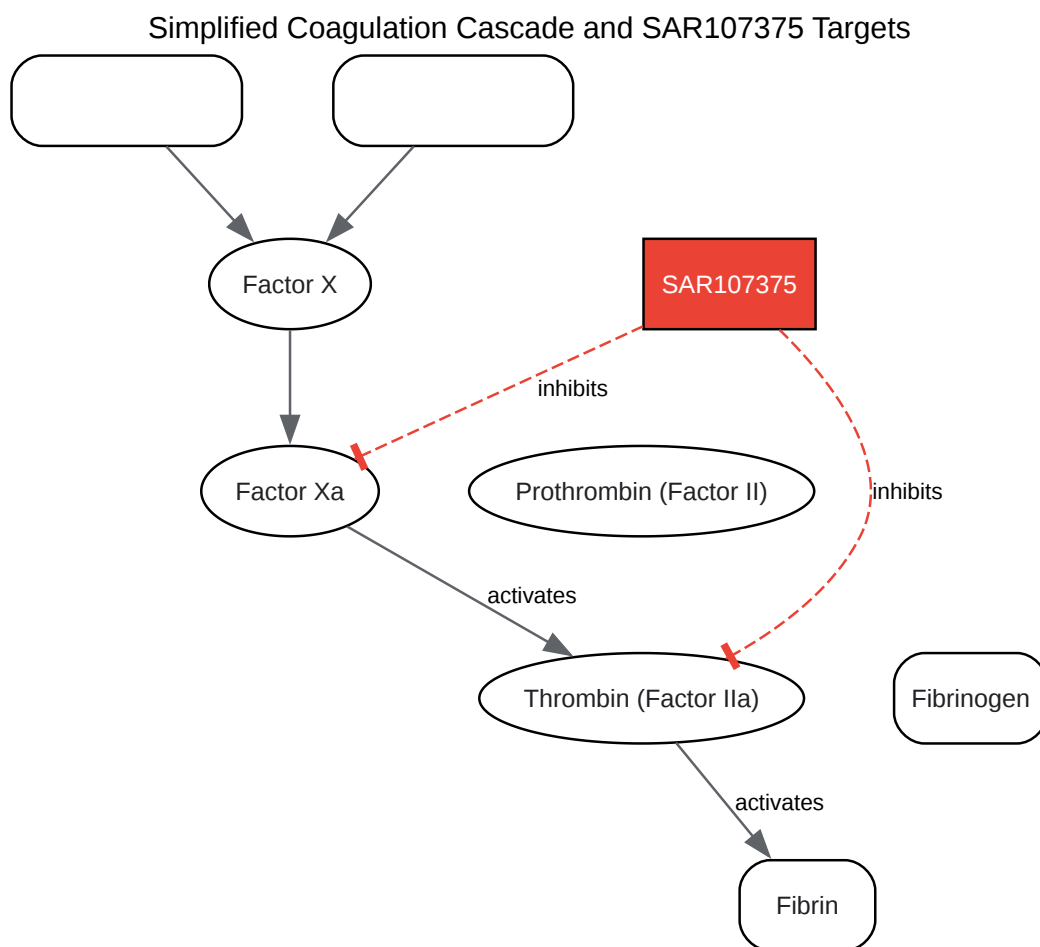 Simplified Coagulation Cascade and SAR107375 Targets
Factor X
SAR107375
inhibits
Factor Xa
Prothrombin (Factor II)
inhibits
activates
Thrombin (Factor IIa)
Fibrinogen
activates
Fibrin